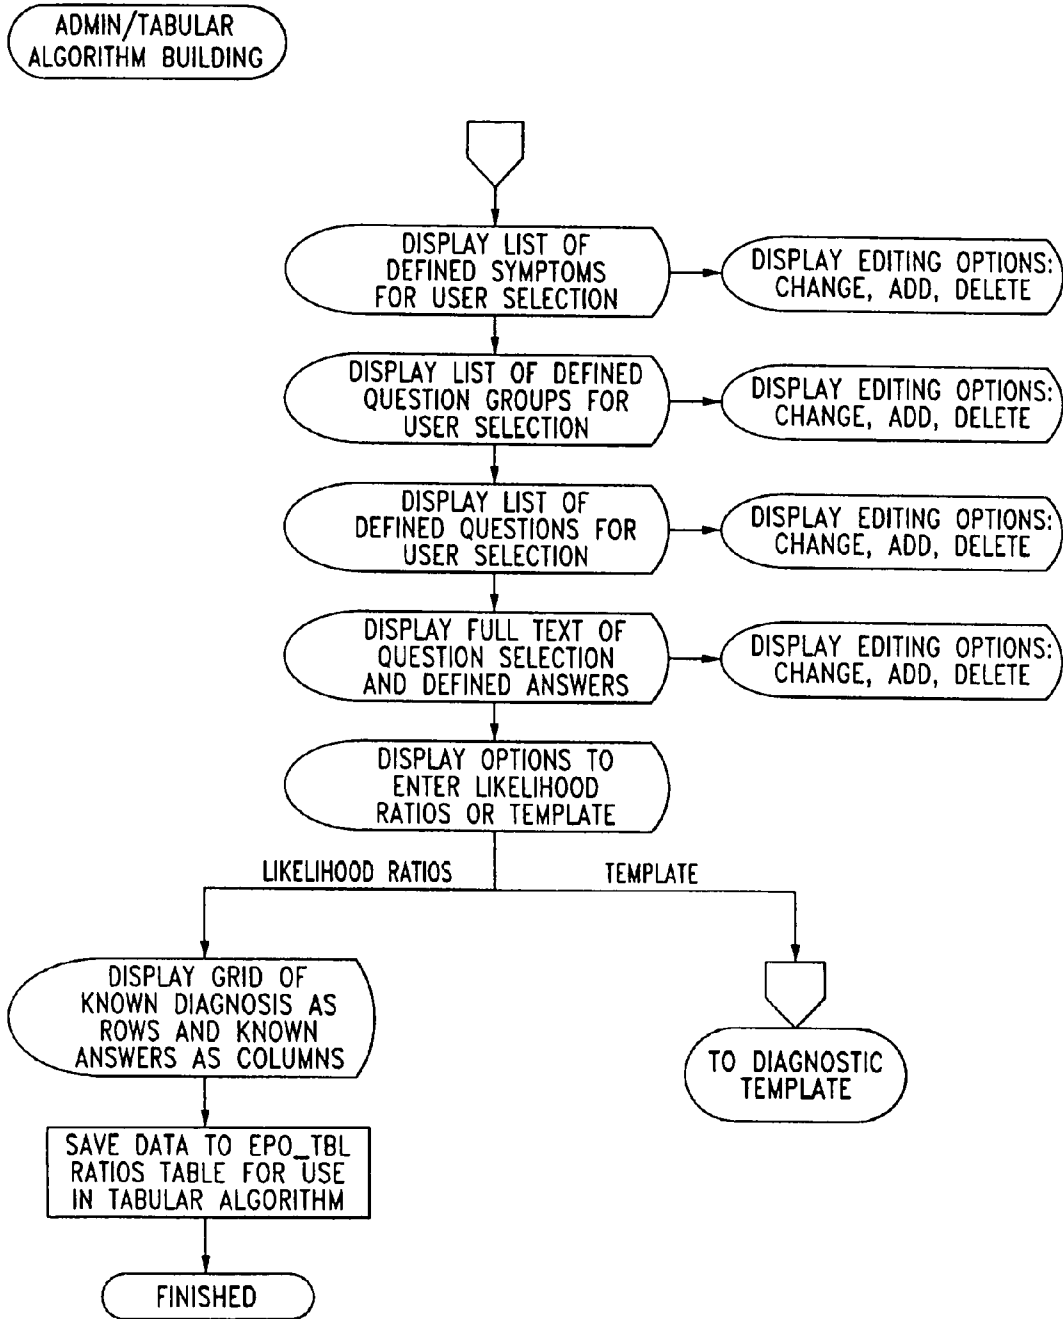 ADMIN/TABULAR
ALGORITHM BUILDING
DISPLAY LIST OF
DEFINED SYMPTOMS
FOR USER SELECTION
DISPLAY EDITING OPTIONS:
CHANGE, ADD, DELETE
DISPLAY LIST OF DEFINED
QUESTION GROUPS FOR
USER SELECTION
DISPLAY EDITING OPTIONS:
CHANGE, ADD, DELETE
DISPLAY LIST OF
DEFINED QUESTIONS FOR
USER SELECTION
DISPLAY EDITING OPTIONS:
CHANGE, ADD, DELETE
DISPLAY FULL TEXT OF
QUESTION SELECTION
AND DEFINED ANSWERS
DISPLAY EDITING OPTIONS:
CHANGE, ADD, DELETE
DISPLAY OPTIONS TO
ENTER LIKELIHOOD
RATIOS OR TEMPLATE
LIKELIHOOD RATIOS
TEMPLATE
DISPLAY GRID OF
KNOWN DIAGNOSIS AS
ROWS AND KNOWN
ANSWERS AS COLUMNS
TO DIAGNOSTIC
TEMPLATE
SAVE DATA TO EPO_TBL
RATIOS TABLE FOR USE
IN TABULAR ALGORITHM
FINISHED